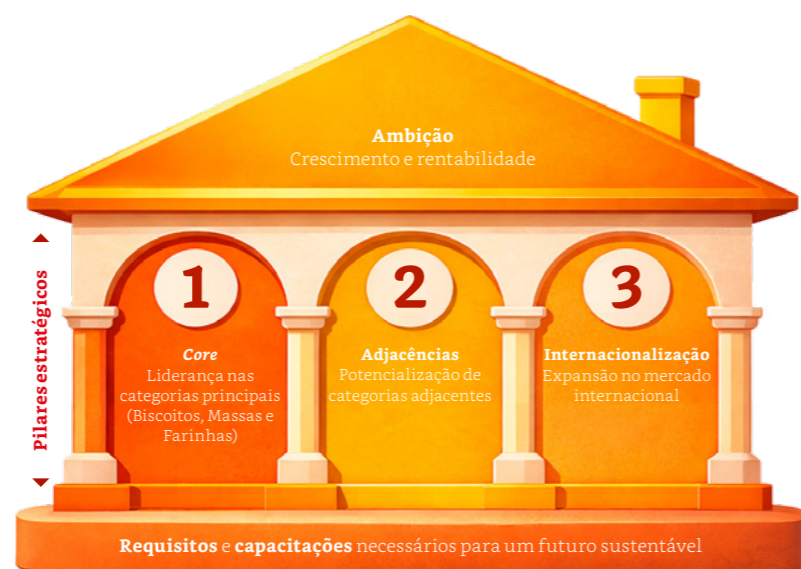 Ambição
Crescimento e rentabilidade
Pilares estratégicos
1
Core
Liderança nas
categorias principais
(Biscoitos, Massas e
Farinhas)
2
Adjacências
Potencialização de
categorias adjacentes
3
Internacionalização
Expansão no mercado
internacional
Requisitos e capacitações necessários para um futuro sustentável